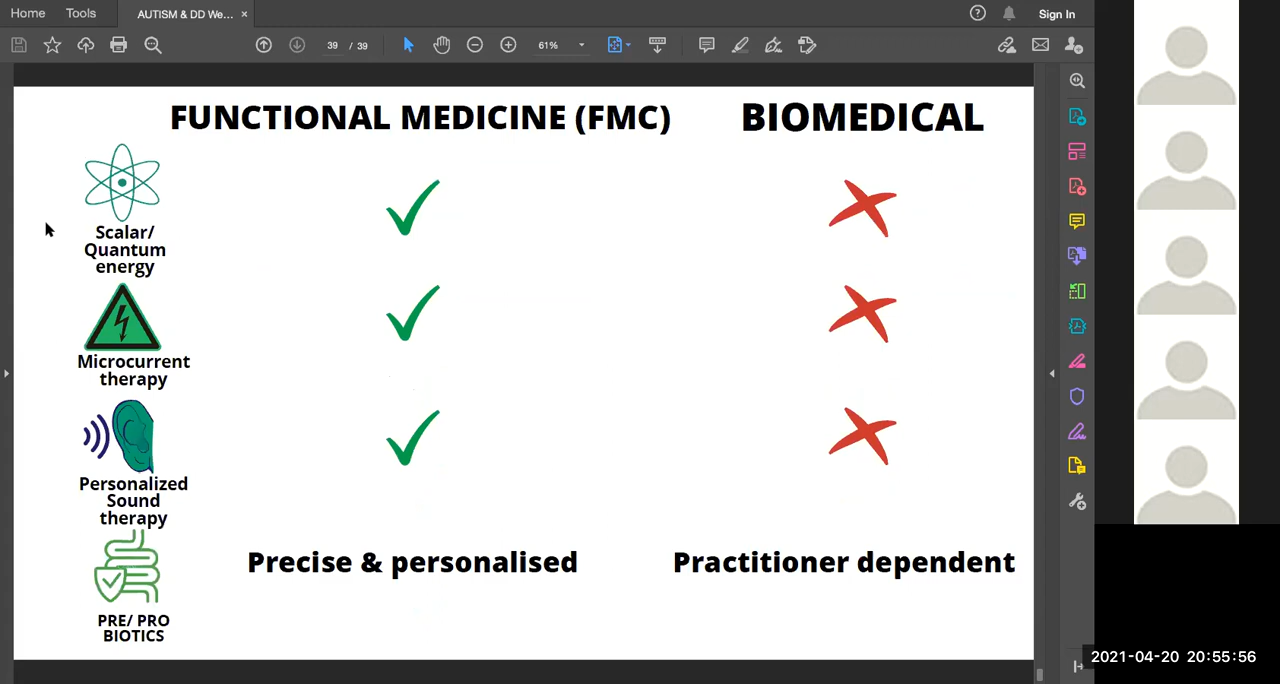 Home Tools AUTISM & DD We... × Sign In
39 / 39 61%
FUNCTIONAL MEDICINE (FMC) BIOMEDICAL
Scalar/
Quantum
energy
Microcurrent
therapy
Personalized
Sound
therapy
Precise & personalised Practitioner dependent
PRE/ PRO
BIOTICS
2021-04-20 20:55:56